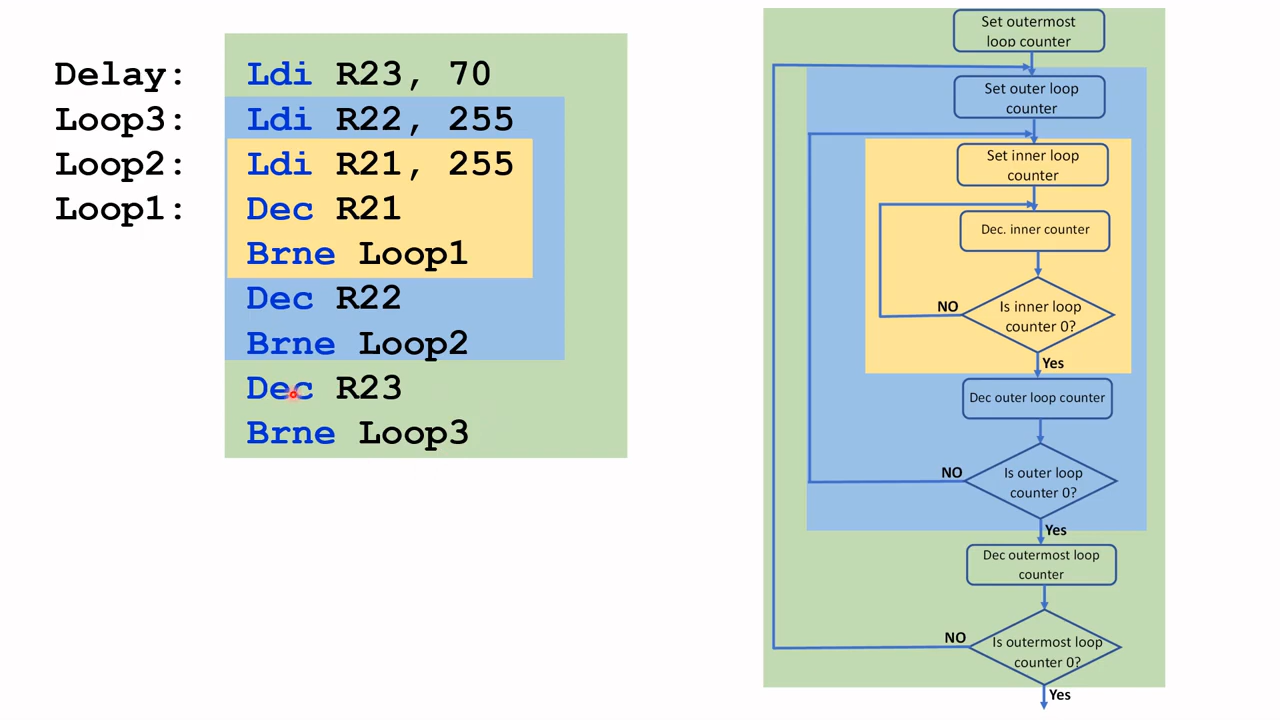 Delay: Ldi R23, 70
Loop3: Ldi R22, 255
Loop2: Ldi R21, 255
Loop1: Dec R21
Brne Loop1
Dec R22
Brne Loop2
Dec R23
Brne Loop3
Set outermost
loop counter
Set outer loop
counter
Set inner loop
counter
Dec. inner counter
Is inner loop
counter 0?
NO
Yes
Dec outer loop counter
Is outer loop
counter 0?
NO
Yes
Dec outermost loop
counter
Is outermost loop
counter 0?
NO
Yes